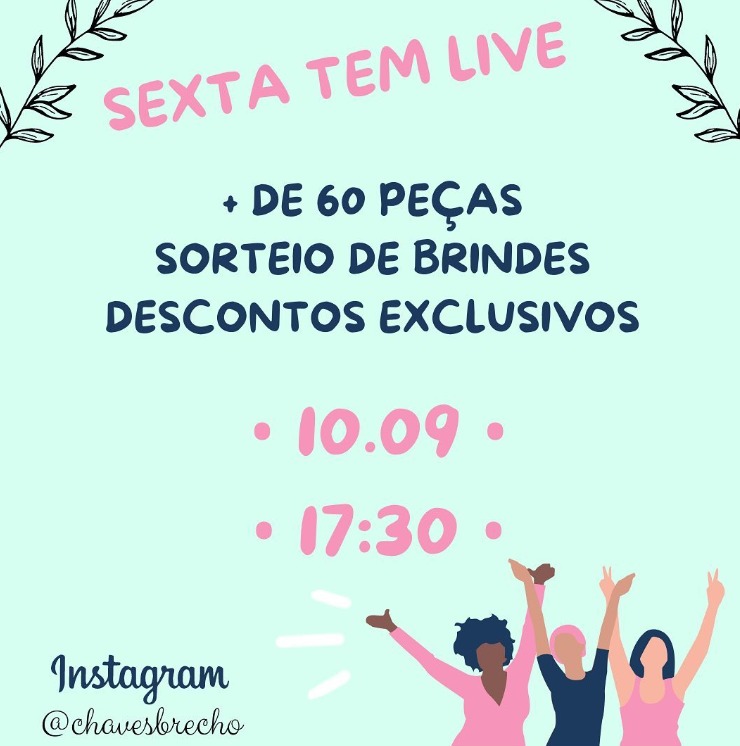 SEXTA TEM LIVE
+ DE 60 PEÇAS
SORTEIO DE BRINDES
DESCONTOS EXCLUSIVOS
• 10.09 •
• 17:30 •
Instagram
@chavesbrecho